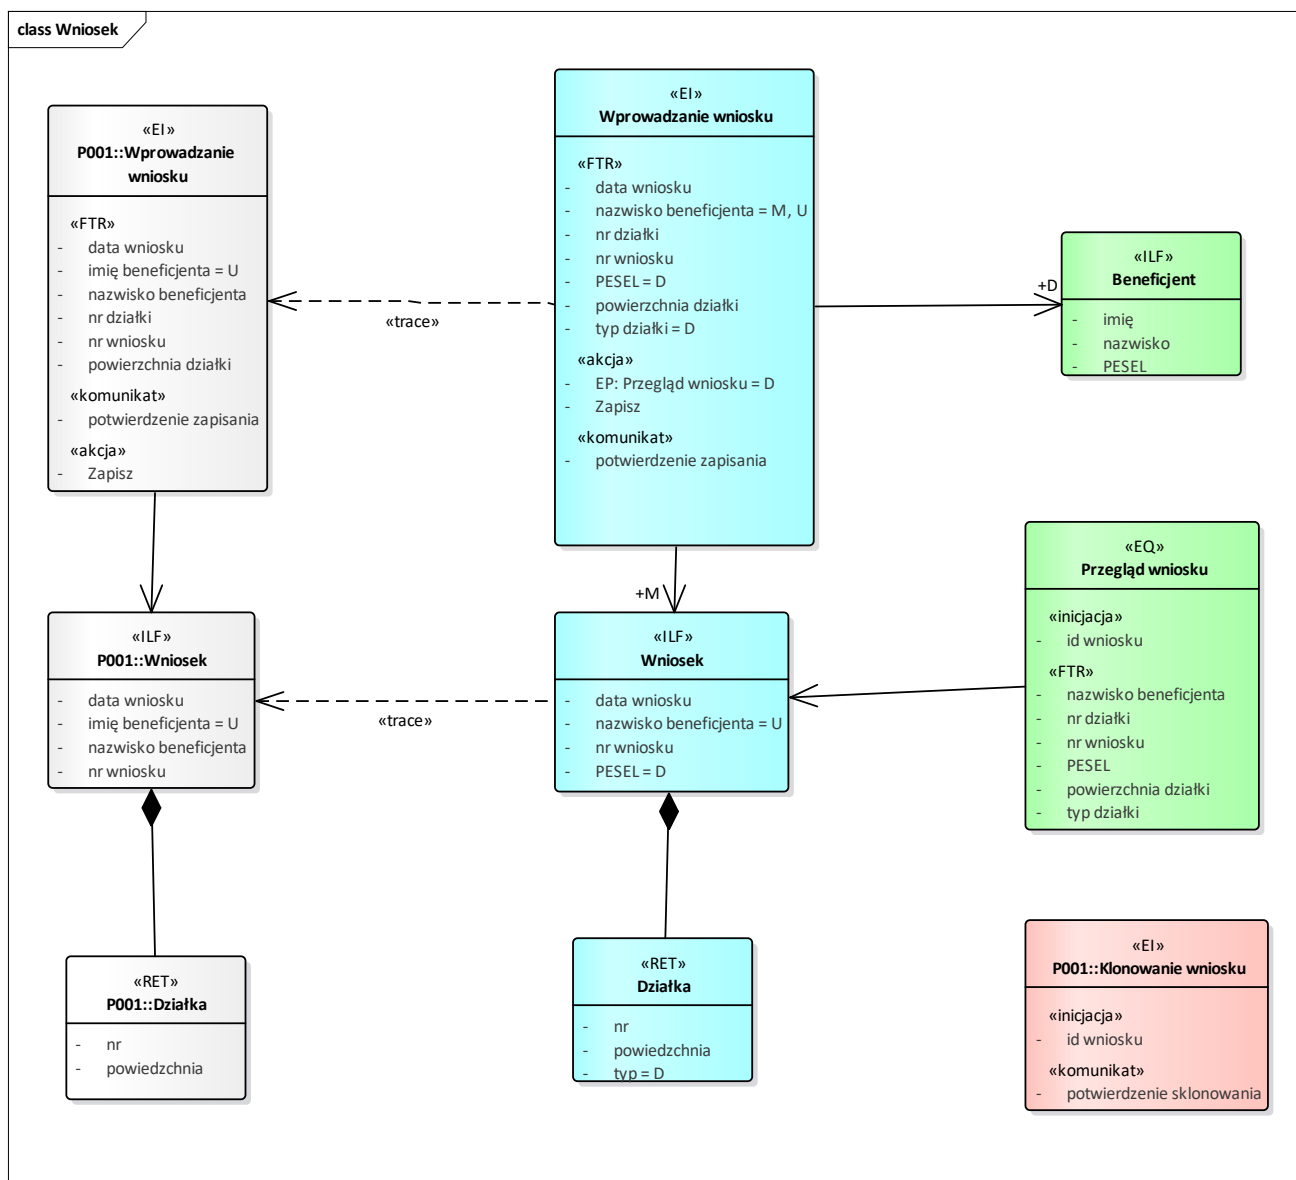 class Wniosek
«EI»
P001::Wprowadzanie
wniosku
«FTR»
- data wniosku
- imię beneficjenta = U
- nazwisko beneficjenta
- nr działki
- nr wniosku
- powierzchnia działki
«komunikat»
- potwierdzenie zapisania
«akcja»
- Zapisz
«EI»
Wprowadzanie wniosku
«FTR»
- data wniosku
- nazwisko beneficjenta = M, U
- nr działki
- nr wniosku
- PESEL = D
- powierzchnia działki
- typ działki = D
«akcja»
- EP: Przegląd wniosku = D
- Zapisz
«komunikat»
- potwierdzenie zapisania
«trace»
+D
«ILF»
Beneficjent
- imię
- nazwisko
- PESEL
+M
«ILF»
P001::Wniosek
- data wniosku
- imię beneficjenta = U
- nazwisko beneficjenta
- nr wniosku
«trace»
«ILF»
Wniosek
- data wniosku
- nazwisko beneficjenta = U
- nr wniosku
- PESEL = D
«EQ»
Przegląd wniosku
«inicjacja»
- id wniosku
«FTR»
- nazwisko beneficjenta
- nr działki
- nr wniosku
- PESEL
- powierzchnia działki
- typ działki
«RET»
P001::Działka
- nr
- powiedzchnia
«RET»
Działka
- nr
- powiedzchnia
- typ = D
«EI»
P001::Klonowanie wniosku
«inicjacja»
- id wniosku
«komunikat»
- potwierdzenie sklonowania